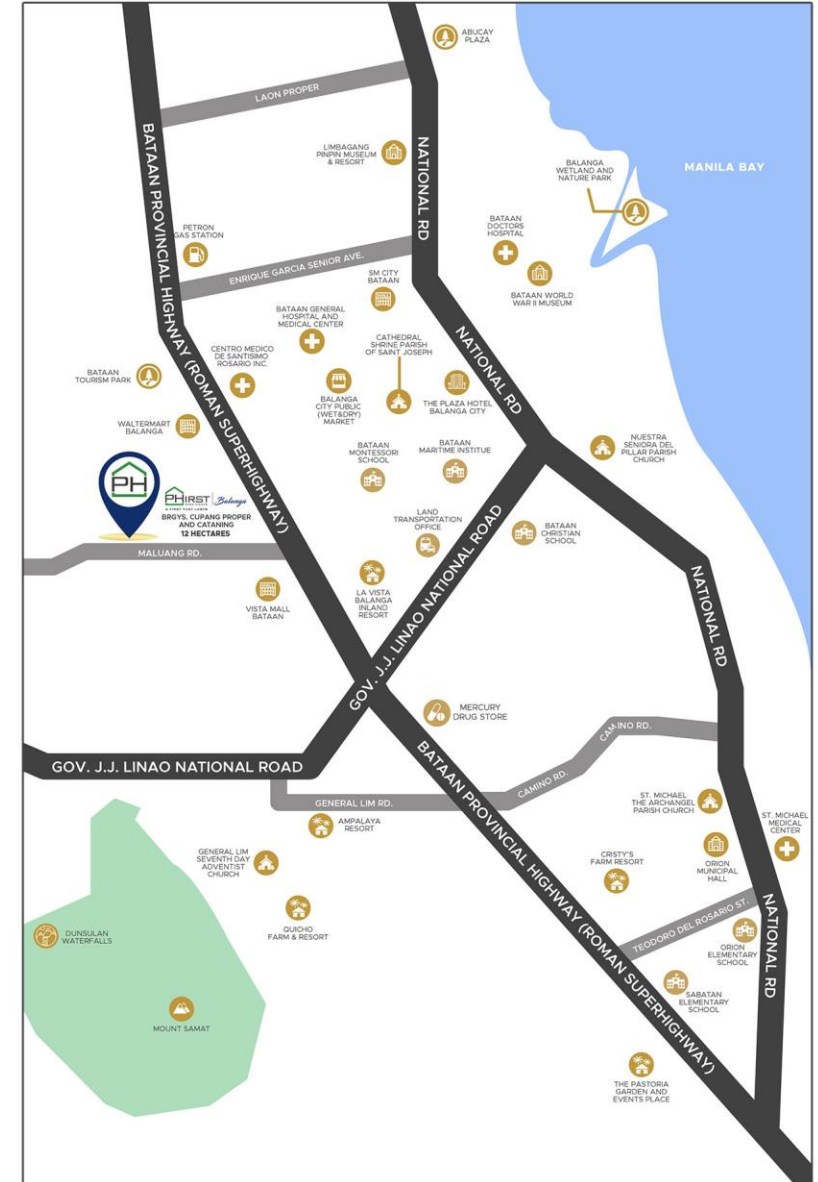 ABUCAY
PLAZA
LAON PROPER
LIMBAGANG
PINPIN MUSEUM
& RESORT
BALANGA
WETLAND AND
NATURE PARK
MANILA BAY
BATAAN PROVINCIAL HIGHWAY (ROMAN SUPERHIGHWAY)
NATIONAL RD
PETRON
GAS STATION
BATAAN
DOCTORS
HOSPITAL
ENRIQUE GARCIA SENIOR AVE.
SM CITY
BATAAN
BATAAN WORLD
WAR II MUSEUM
BATAAN GENERAL
HOSPITAL AND
MEDICAL CENTER
CENTRO MEDICO
DE SANTISIMO
ROSARIO INC.
CATHEDRAL
SHRINE PARISH
OF SAINT JOSEPH
NATIONAL RD
BATAAN
TOURISM PARK
BALANGA
CITY PUBLIC
(WET&DRY)
MARKET
THE PLAZA HOTEL
BALANGA CITY
WALTERMART
BALANGA
BATAAN
MONTESSORI
SCHOOL
BATAAN
MARITIME INSTITUE
NUESTRA
SENIORA DEL
PILLAR PARISH
CHURCH
PH
PHIRST Balanga
BRGYS. CUPANG PROPER
AND CATANING
12 HECTARES
LAND
TRANSPORTATION
OFFICE
BATAAN
CHRISTIAN
SCHOOL
MALUANG RD.
VISTA MALL
BATAAN
LA VISTA
BALANGA
INLAND
RESORT
GOV. J.J. LINAO NATIONAL ROAD
NATIONAL RD
MERCURY
DRUG STORE
CAMINO RD.
GOV. J.J. LINAO NATIONAL ROAD
CAMINO RD.
GENERAL LIM RD.
BATAAN PROVINCIAL HIGHWAY (ROMAN SUPERHIGHWAY)
AMPALAYA
RESORT
ST. MICHAEL
THE ARCHANGEL
PARISH CHURCH
ST. MICHAEL
MEDICAL
CENTER
GENERAL LIM
SEVENTH DAY
ADVENTIST
CHURCH
CRISTY'S
FARM RESORT
ORION
MUNICIPAL
HALL
QUICHO
FARM & RESORT
DUNSULAN
WATERFALLS
TEODORO DEL ROSARIO ST.
NATIONAL RD
ORION
ELEMENTARY
SCHOOL
SABATAN
ELEMENTARY
SCHOOL
MOUNT SAMAT
THE PASTORIA
GARDEN AND
EVENTS PLACE